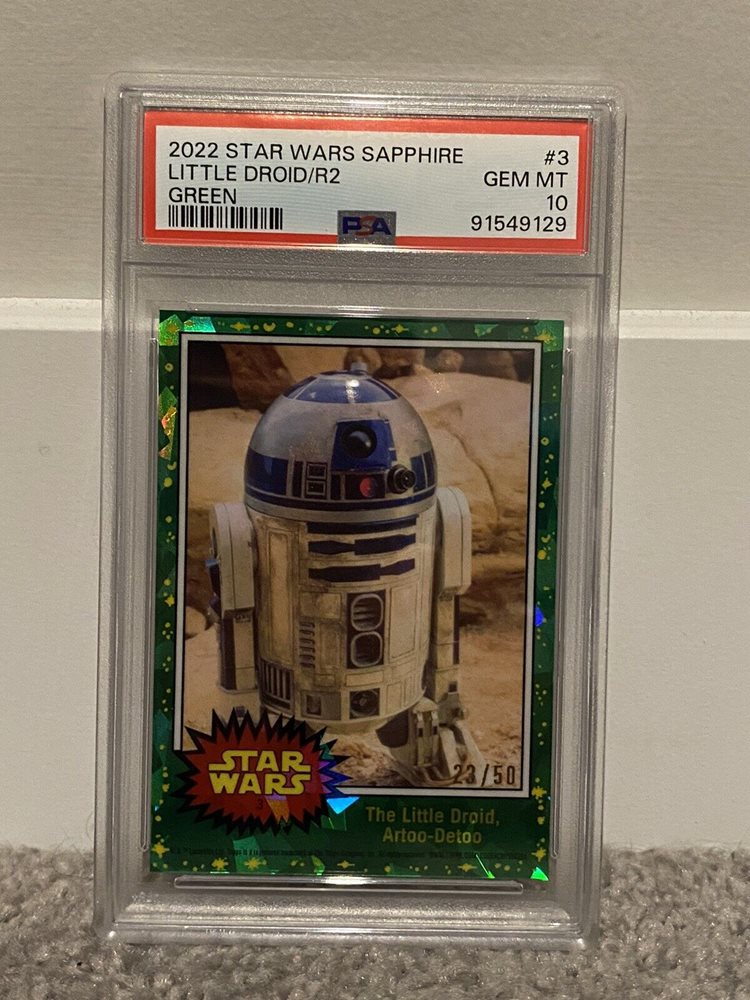 2022 STAR WARS SAPPHIRE #3
LITTLE DROID/R2 GEM MT
GREEN 10
PSA 91549129
23/50
STAR
WARS
3
The Little Droid,
Artoo-Detoo